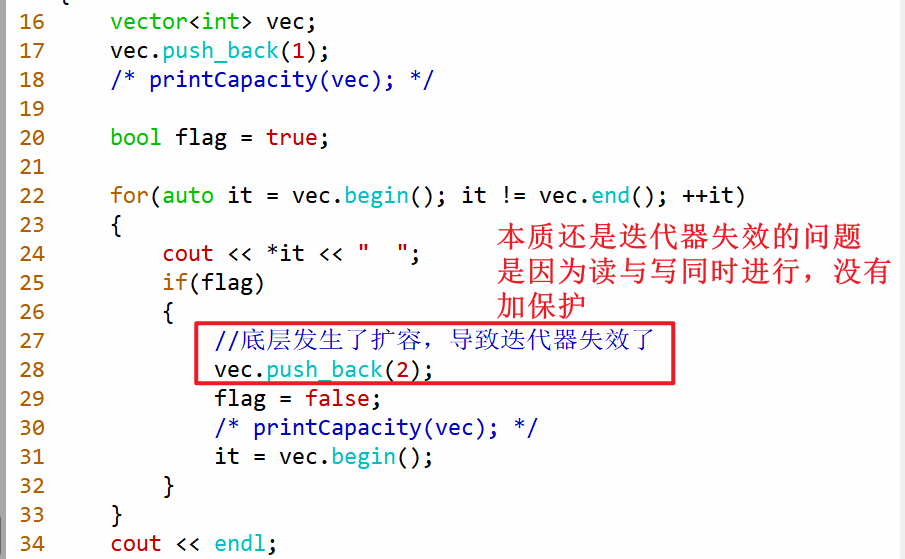 16 vector<int> vec;
17 vec.push_back(1);
18 /* printCapacity(vec); */
19
20 bool flag = true;
21
22 for(auto it = vec.begin(); it != vec.end(); ++it)
23 {
24 cout << *it << "  ";
25 if(flag)
26 {
27 //底层发生了扩容，导致迭代器失效了
28 vec.push_back(2);
29 flag = false;
30 /* printCapacity(vec); */
31 it = vec.begin();
32 }
33 }
34 cout << endl;
本质还是迭代器失效的问题
是因为读与写同时进行，没有
加保护